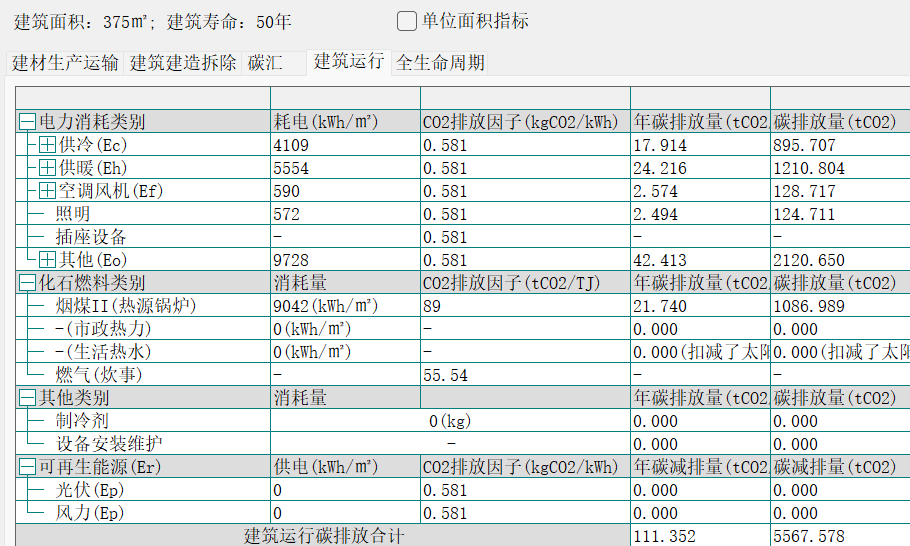 建筑面积：375㎡；建筑寿命：50年 单位面积指标
建材生产运输 建筑建造拆除 碳汇 建筑运行 全生命周期
电力消耗类别 耗电(kWh/㎡) CO2排放因子(kgCO2/kWh) 年碳排放量(tCO2 碳排放量(tCO2)
供冷(Ec) 4109 0.581 17.914 895.707
供暖(Eh) 5554 0.581 24.216 1210.804
空调风机(Ef) 590 0.581 2.574 128.717
照明 572 0.581 2.494 124.711
插座设备 - 0.581 - -
其他(Eo) 9728 0.581 42.413 2120.650
化石燃料类别 消耗量 CO2排放因子(tCO2/TJ) 年碳排放量(tCO2 碳排放量(tCO2)
烟煤II(热源锅炉) 9042(kWh/㎡) 89 21.740 1086.989
-(市政热力) 0(kWh/㎡) - 0.000 0.000
-(生活热水) 0(kWh/㎡) - 0.000(扣减了太阳 0.000(扣减了太阳
燃气(炊事) - 55.54 - -
其他类别 消耗量 年碳排放量(tCO2 碳排放量(tCO2)
制冷剂 0(kg) 0.000 0.000
设备安装维护 - 0.000 0.000
可再生能源(Er) 供电(kWh/㎡) CO2排放因子(kgCO2/kWh) 年碳减排量(tCO2 碳减排量(tCO2)
光伏(Ep) 0 0.581 0.000 0.000
风力(Ep) 0 0.581 0.000 0.000
建筑运行碳排放合计 111.352 5567.578